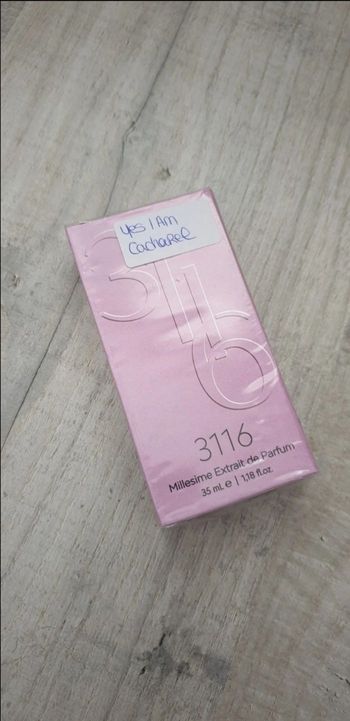 yes I Am
Cacharel
3116
3116
Millesime Extrait de Parfum
35 mL e | 1,18 fl.oz.